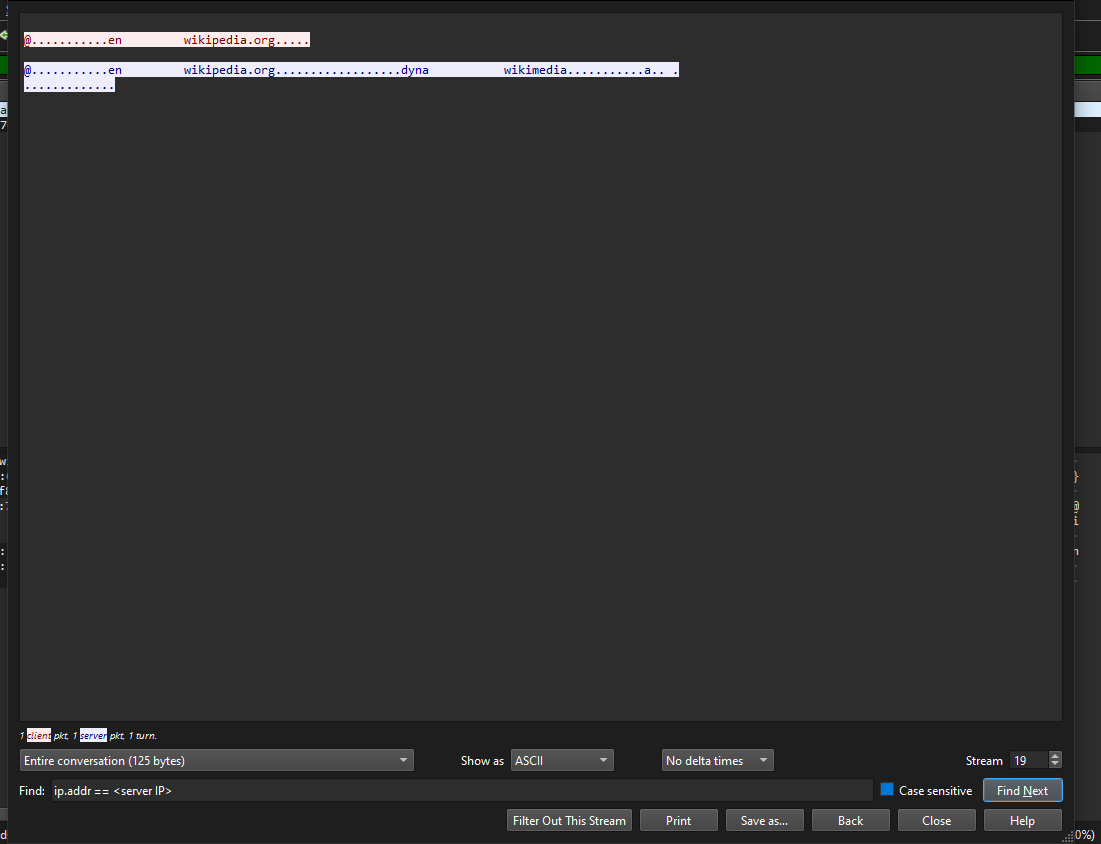 @...........en wikipedia.org.....
@...........en wikipedia.org..................dyna wikimedia...........a.. .
.............
1 client pkt, 1 server pkt, 1 turn.
Entire conversation (125 bytes) Show as ASCII No delta times Stream 19
Find: ip.addr == <server IP> Case sensitive Find Next
Filter Out This Stream Print Save as... Back Close Help
0%)